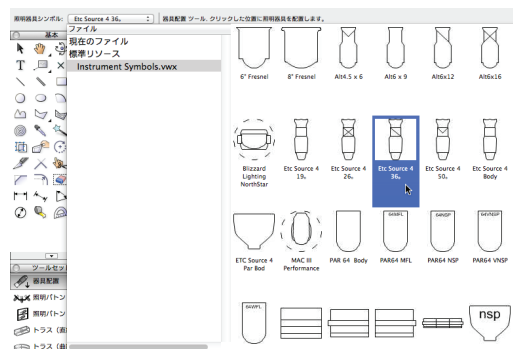 照明器具シンボル: Etc Source 4 36。 器具配置 ツール. クリックした位置に照明器具を配置します。
基本
ファイル
現在のファイル
標準リソース
Instrument Symbols.vwx
6" Fresnel
8" Fresnel
Alt4.5 x 6
Alt6 x 9
Alt6x12
Alt6x16
Blizzard
Lighting
NorthStar
Etc Source 4
19。
Etc Source 4
26。
Etc Source 4
36。
Etc Source 4
50。
Etc Source 4
Body
ETC Source 4
Par Bod
MAC III
Performance
PAR 64 Body
64MFL
PAR64 MFL
64NSP
PAR64 NSP
64VNSP
PAR64 VNSP
ツールセット
器具配置
照明バトン
照明バトン
トラス（直
トラス（曲
64WFL
nsp